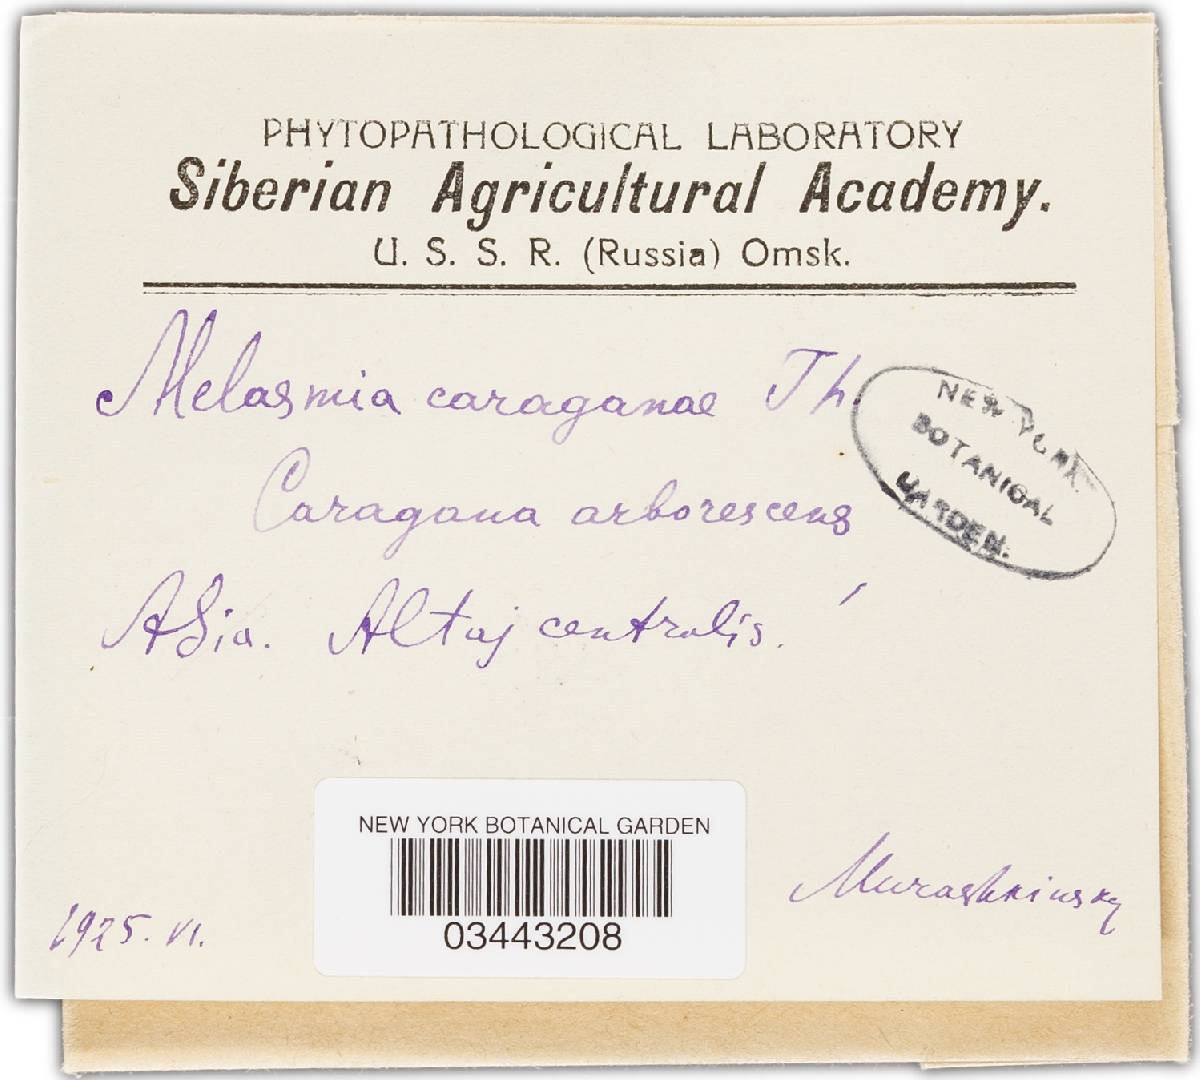 PHYTOPATHOLOGICAL LABORATORY
Siberian Agricultural Academy.
U. S. S. R. (Russia) Omsk.
Melasmia caraganae Th.
Caragana arborescens
Asia. Altaj centralis.
NEW YORK
BOTANICAL
GARDEN.
NEW YORK BOTANICAL GARDEN
03443208
Murashkinsky
1925. VI.